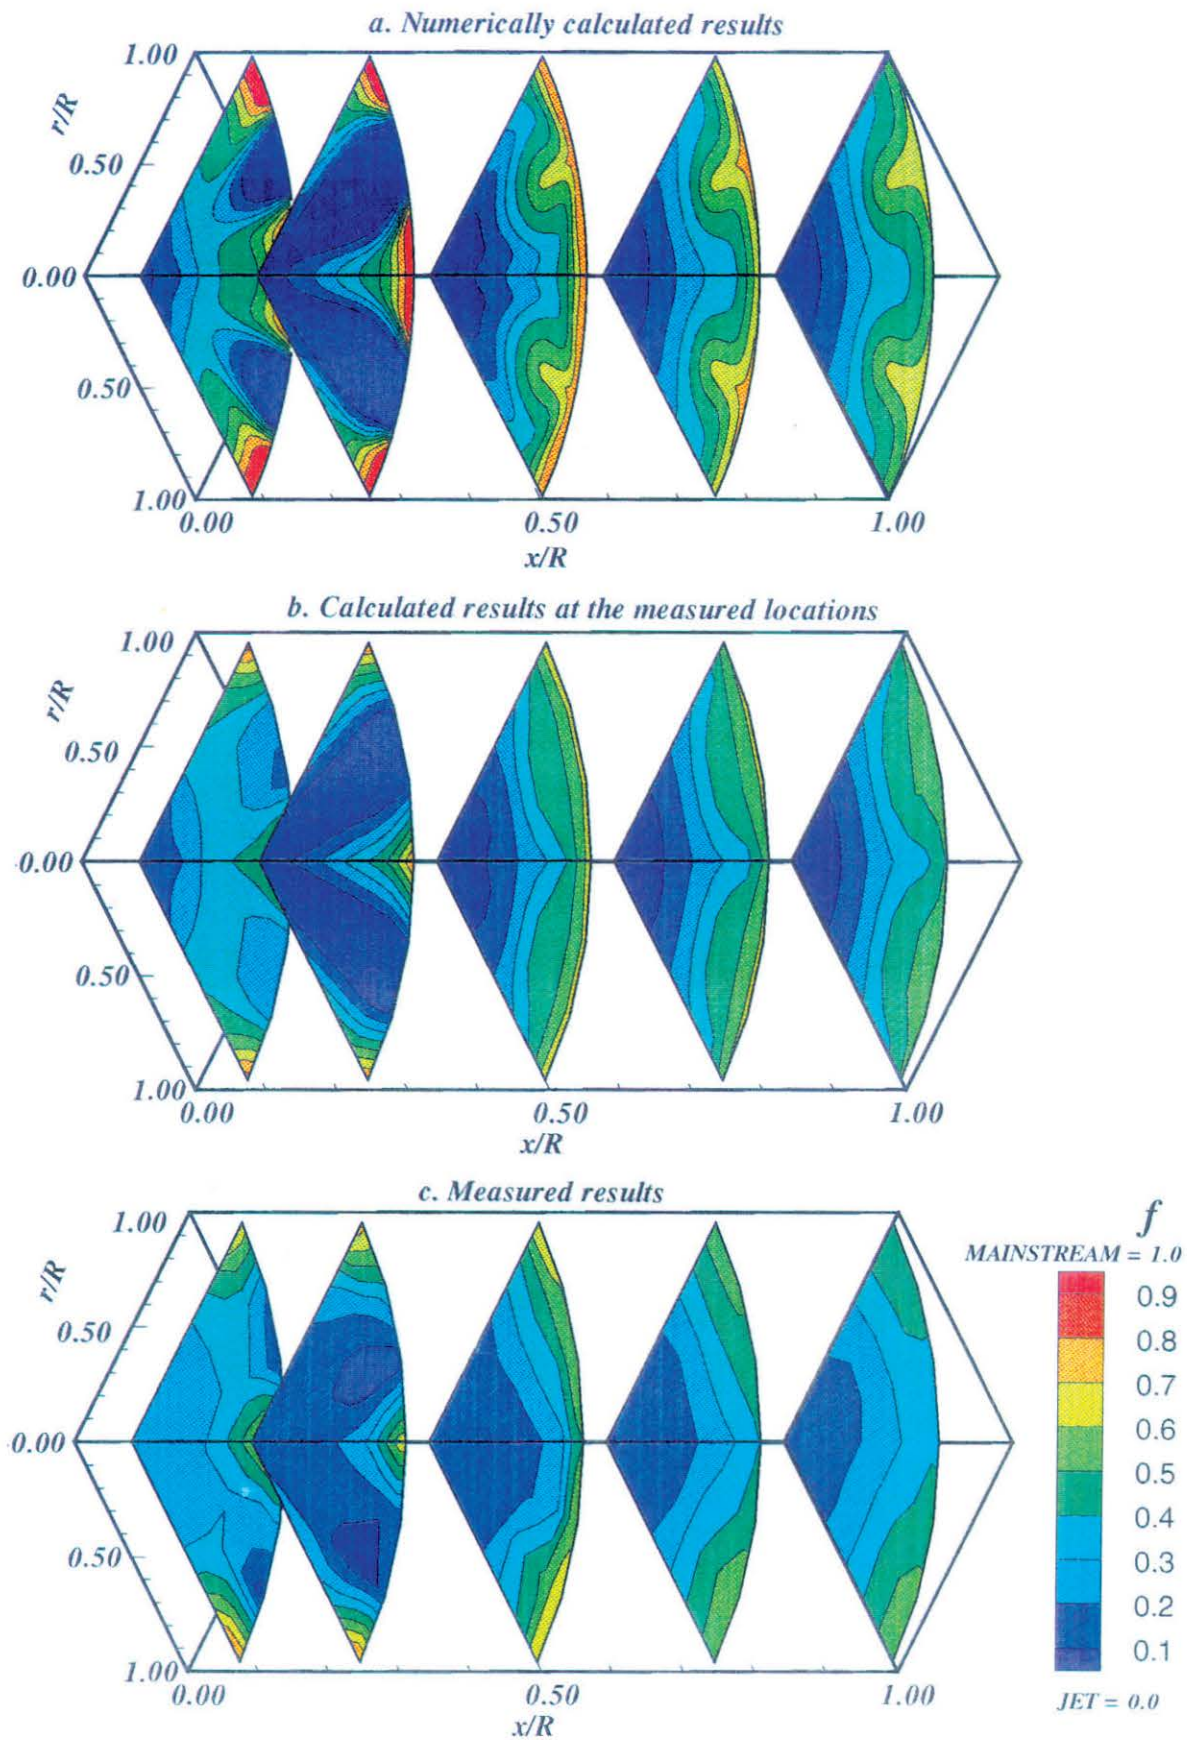 a. Numerically calculated results
1.00
r/R
0.50
0.00
0.50
1.00
0.00 0.50 1.00
x/R
b. Calculated results at the measured locations
1.00
r/R
0.50
0.00
0.50
1.00
0.00 0.50 1.00
x/R
c. Measured results
1.00
r/R
0.50
0.00
0.50
1.00
0.00 0.50 1.00
x/R
f
MAINSTREAM = 1.0
0.9
0.8
0.7
0.6
0.5
0.4
0.3
0.2
0.1
JET = 0.0